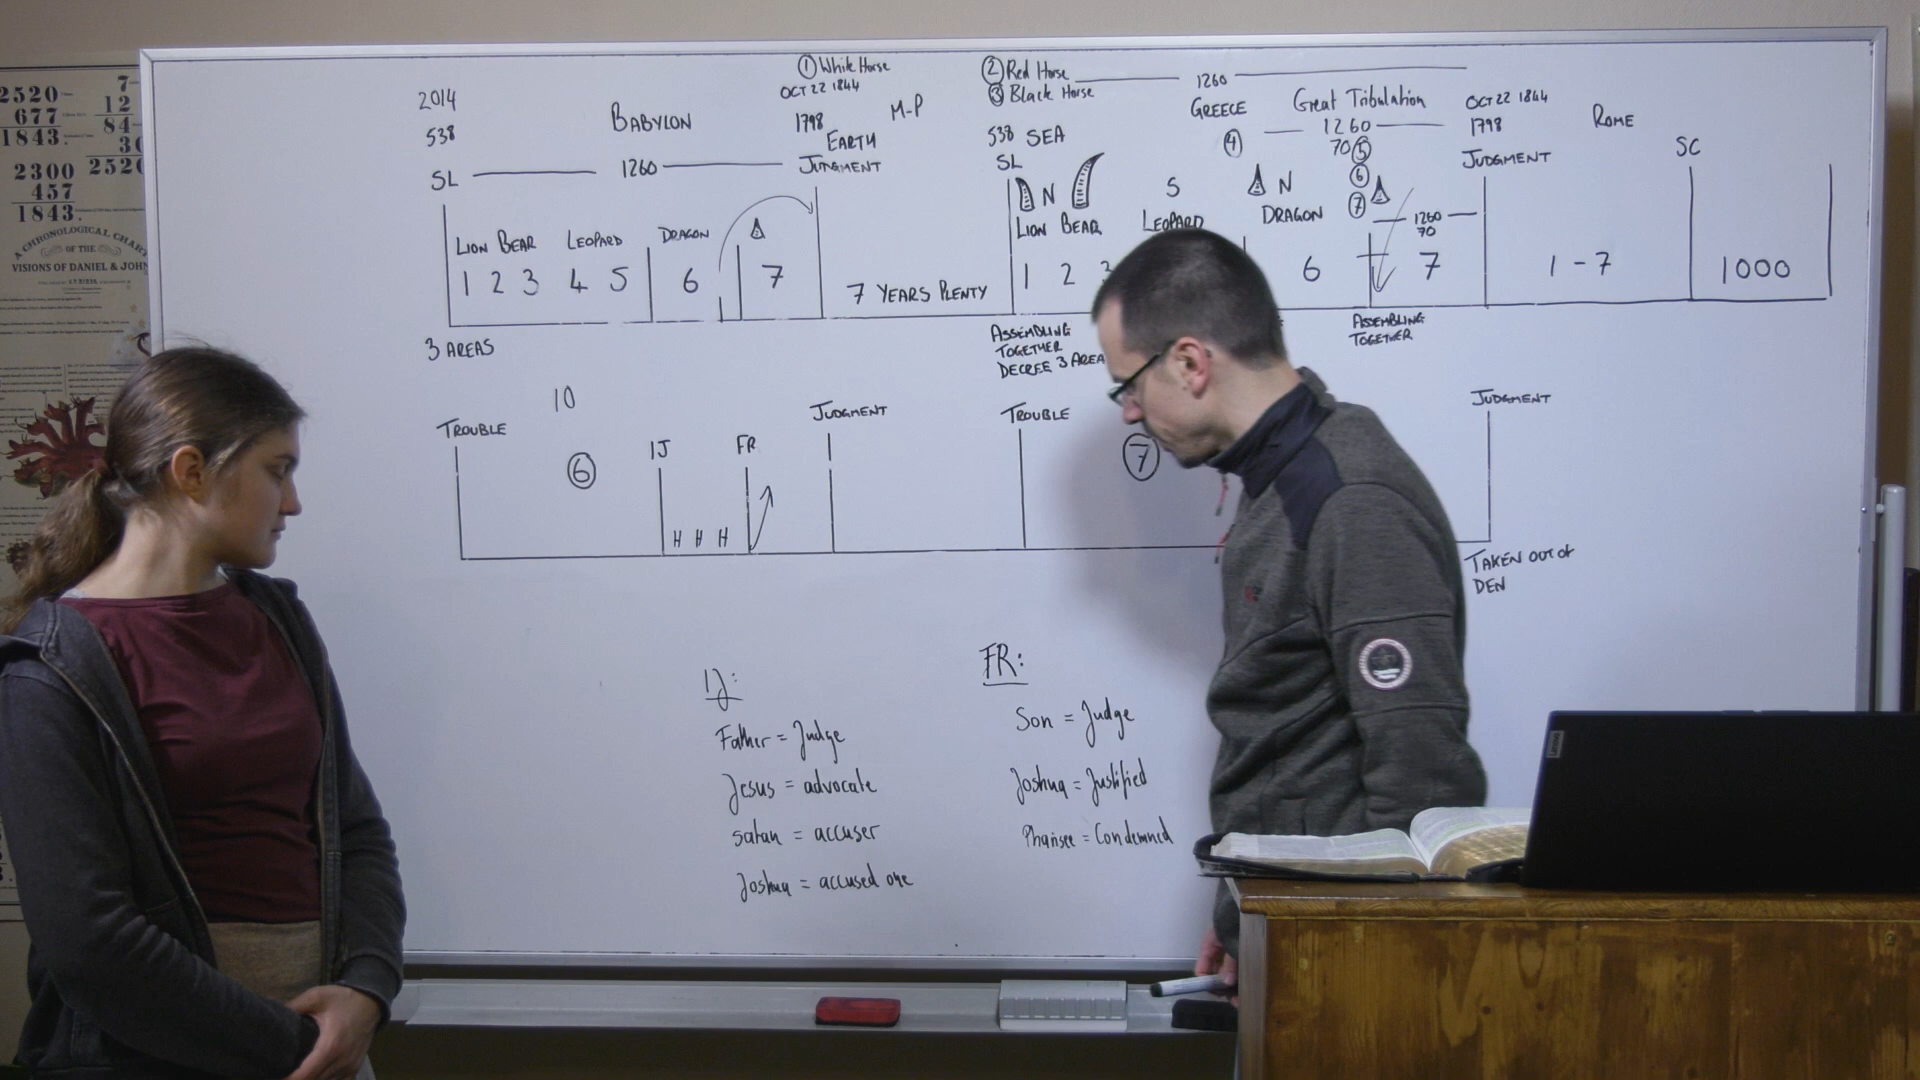 2520
677
1843.
7
12
84
2520
2300
457
1843.
A CHRONOLOGICAL CHART
OF THE
VISIONS OF DANIEL & JOHN
① White Horse
OCT 22 1844
② Red Horse
1260
③ Black Horse
2014
538
BABYLON
1798
M-P
EARTH
538 SEA
GREECE
Great Tribulation
OCT 22 1844
1798
ROME
④
1260
70 ⑤
⑥
⑦
SL
1260
JUDGMENT
SL
JUDGMENT
SC
N
S
N
1260
70
LION BEAR LEOPARD DRAGON
LION BEAR LEOPARD DRAGON
1 2 3 4 5 6 7
7 YEARS PLENTY
1 2 3 6 7
1 - 7
1000
3 AREAS
ASSEMBLING
TOGETHER
DECREE 3 AREA
ASSEMBLING
TOGETHER
TROUBLE
10
⑥
IJ
FR
JUDGMENT
TROUBLE
⑦
JUDGMENT
H H H
TAKEN OUT OF
DEN
IJ:
Father = Judge
Jesus = advocate
Satan = accuser
Joshua = accused one
FR:
Son = Judge
Joshua = Justified
Pharisee = Condemned
Lenovo